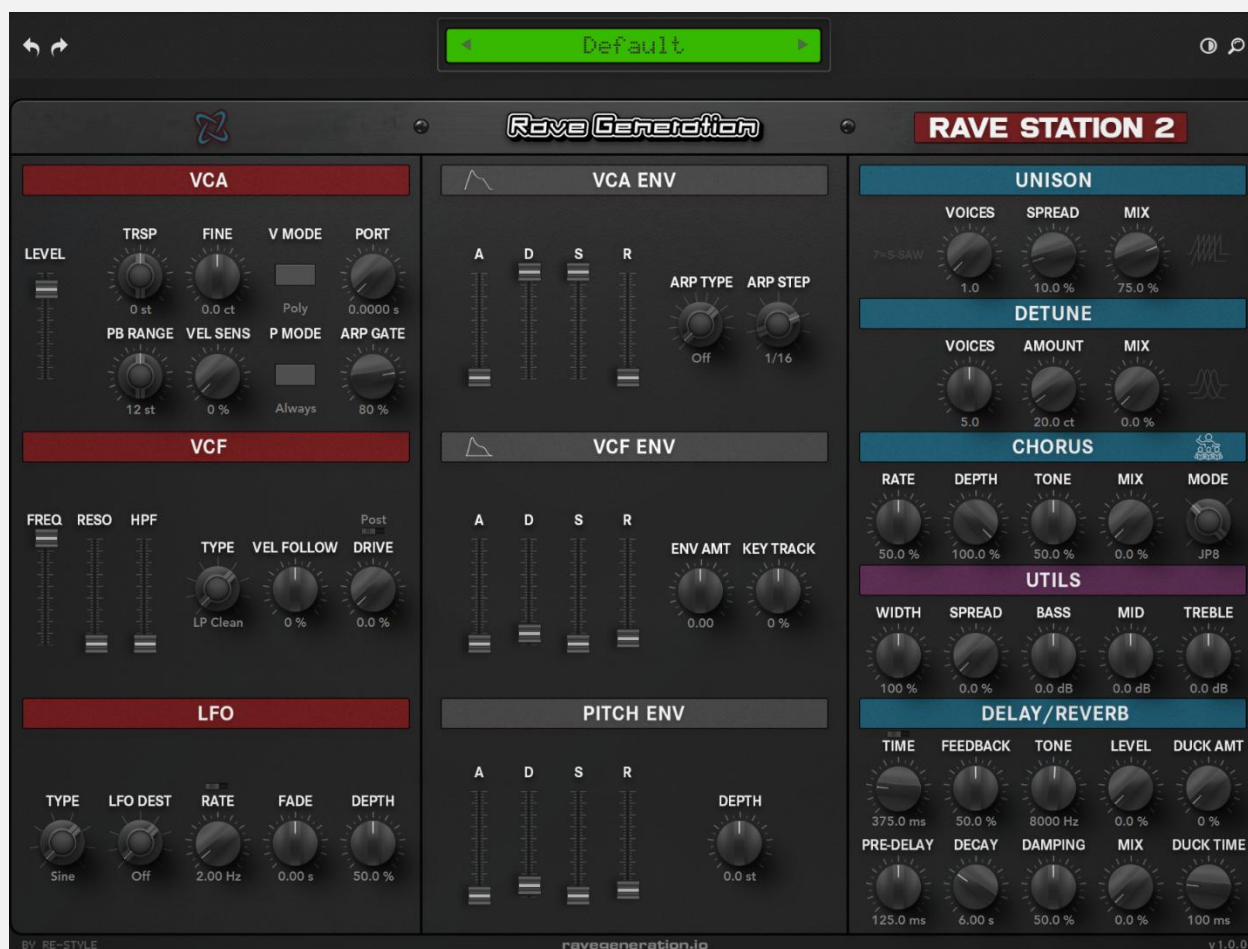 Default
Rave Generation
RAVE STATION 2
VCA
LEVEL
TRSP FINE V MODE PORT
0 st 0.0 ct Poly 0.0000 s
PB RANGE VEL SENS P MODE ARP GATE
12 st 0 % Always 80 %
VCF
FREQ RESO HPF
Post
TYPE VEL FOLLOW DRIVE
LP Clean 0 % 0.0 %
LFO
TYPE LFO DEST RATE FADE DEPTH
Sine Off 2.00 Hz 0.00 s 50.0 %
VCA ENV
A D S R
ARP TYPE ARP STEP
Off 1/16
VCF ENV
A D S R
ENV AMT KEY TRACK
0.00 0 %
PITCH ENV
A D S R
DEPTH
0.0 st
UNISON
VOICES SPREAD MIX
7=S-SAW
1.0 10.0 % 75.0 %
DETUNE
VOICES AMOUNT MIX
5.0 20.0 ct 0.0 %
CHORUS
RATE DEPTH TONE MIX MODE
50.0 % 100.0 % 50.0 % 0.0 % JP8
UTILS
WIDTH SPREAD BASS MID TREBLE
100 % 0.0 % 0.0 dB 0.0 dB 0.0 dB
DELAY/REVERB
TIME FEEDBACK TONE LEVEL DUCK AMT
375.0 ms 50.0 % 8000 Hz 0.0 % 0 %
PRE-DELAY DECAY DAMPING MIX DUCK TIME
125.0 ms 6.00 s 50.0 % 0.0 % 100 ms
BY RE-STYLE
ravegeneration.io